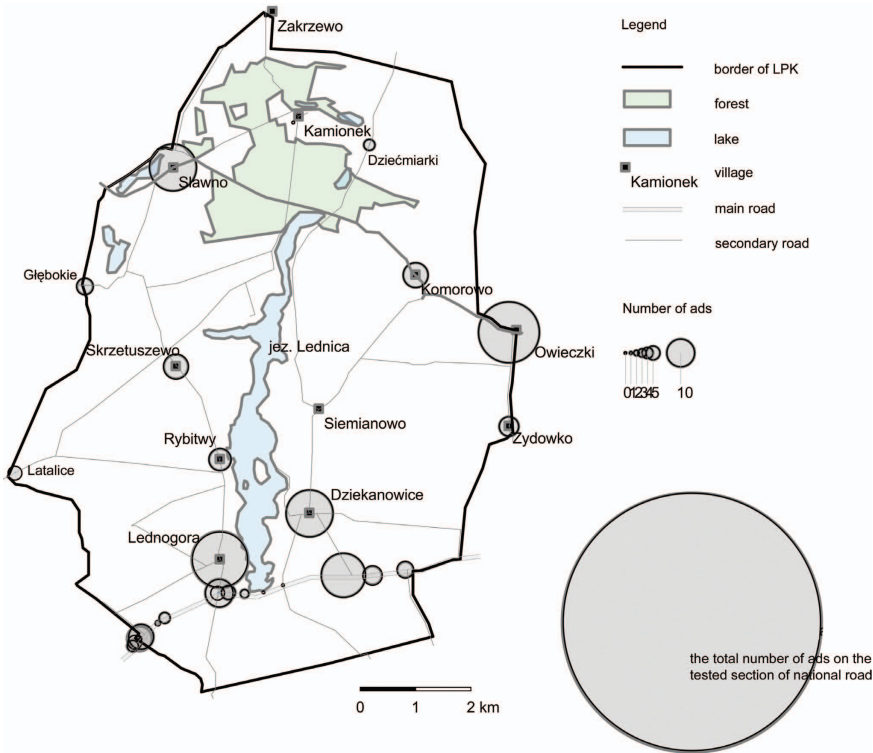 Zakrzewo
Kamionek
Dziećmiarki
Sławno
Głębokie
Komorowo
Owieczki
jez. Lednica
Skrzetuszewo
Siemianowo
Żydowko
Rybitwy
Latalice
Dziekanowice
Lednogora
0 1 2 km
Legend
border of LPK
forest
lake
village
Kamionek
main road
secondary road
Number of ads
0 1 2 3 4 5 10
the total number of ads on the
tested section of national road